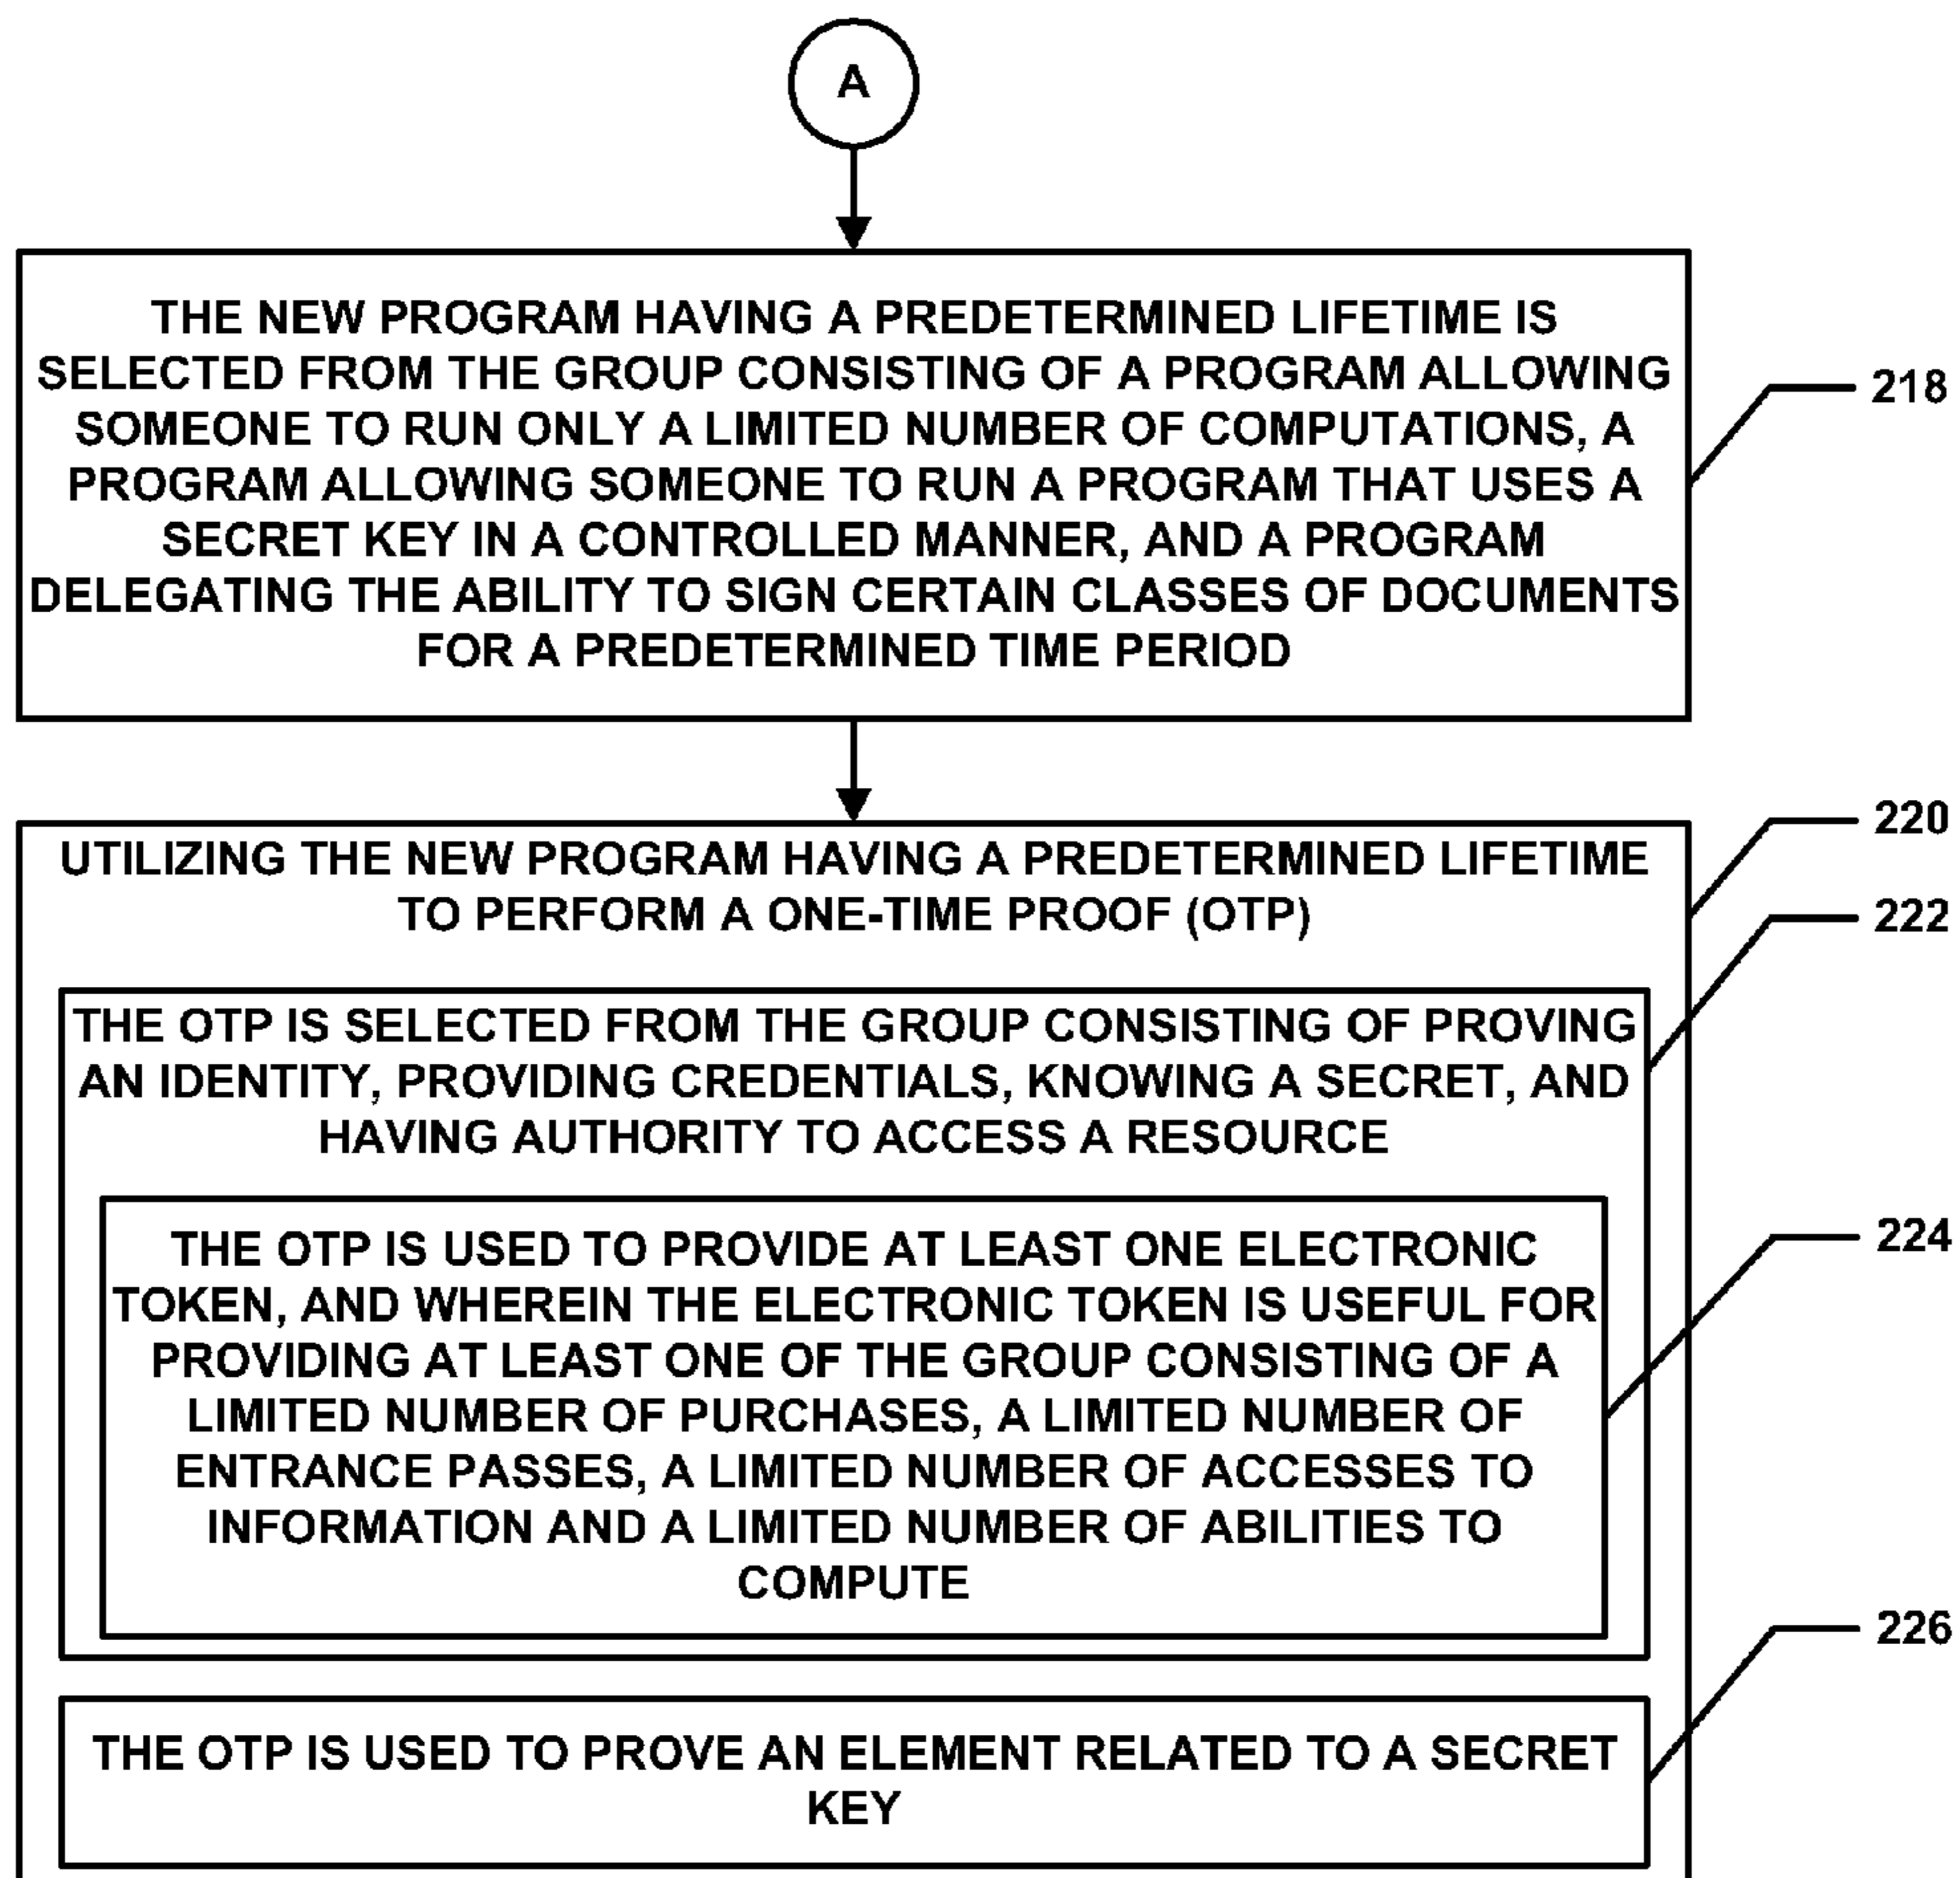 A
THE NEW PROGRAM HAVING A PREDETERMINED LIFETIME IS
SELECTED FROM THE GROUP CONSISTING OF A PROGRAM ALLOWING
SOMEONE TO RUN ONLY A LIMITED NUMBER OF COMPUTATIONS, A
PROGRAM ALLOWING SOMEONE TO RUN A PROGRAM THAT USES A
SECRET KEY IN A CONTROLLED MANNER, AND A PROGRAM
DELEGATING THE ABILITY TO SIGN CERTAIN CLASSES OF DOCUMENTS
FOR A PREDETERMINED TIME PERIOD
218
UTILIZING THE NEW PROGRAM HAVING A PREDETERMINED LIFETIME
TO PERFORM A ONE-TIME PROOF (OTP)
220
THE OTP IS SELECTED FROM THE GROUP CONSISTING OF PROVING
AN IDENTITY, PROVIDING CREDENTIALS, KNOWING A SECRET, AND
HAVING AUTHORITY TO ACCESS A RESOURCE
222
THE OTP IS USED TO PROVIDE AT LEAST ONE ELECTRONIC
TOKEN, AND WHEREIN THE ELECTRONIC TOKEN IS USEFUL FOR
PROVIDING AT LEAST ONE OF THE GROUP CONSISTING OF A
LIMITED NUMBER OF PURCHASES, A LIMITED NUMBER OF
ENTRANCE PASSES, A LIMITED NUMBER OF ACCESSES TO
INFORMATION AND A LIMITED NUMBER OF ABILITIES TO
COMPUTE
224
THE OTP IS USED TO PROVE AN ELEMENT RELATED TO A SECRET
KEY
226